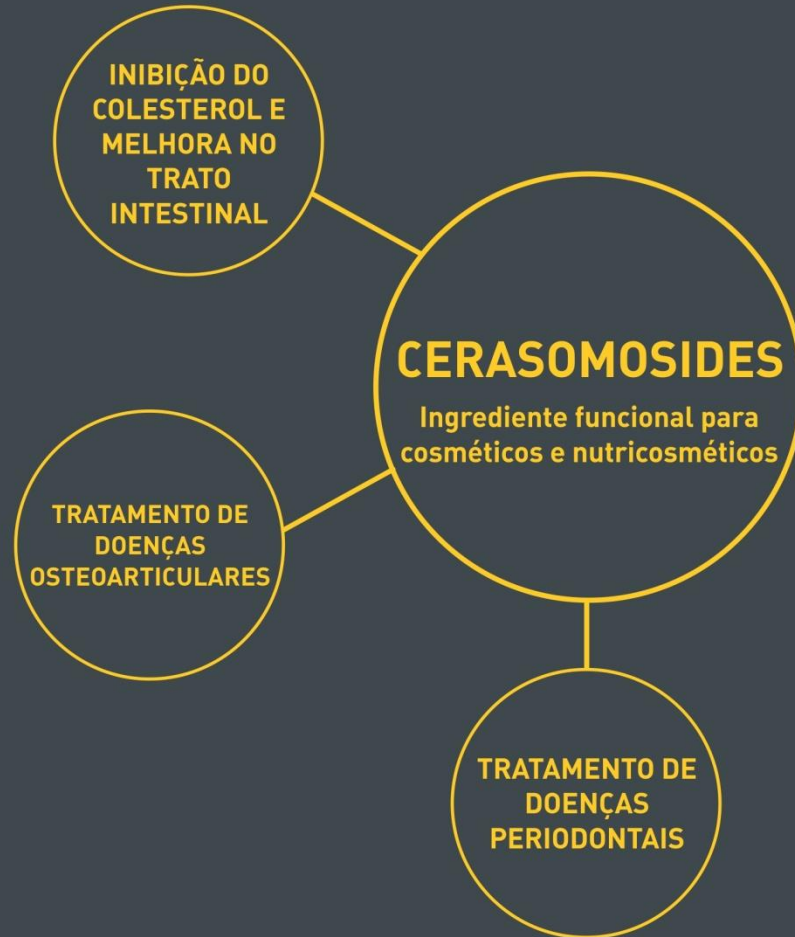 INIBIÇÃO DO
COLESTEROL E
MELHORA NO
TRATO
INTESTINAL
CERASOMOSIDES
Ingrediente funcional para
cosméticos e nutricosméticos
TRATAMENTO DE
DOENÇAS
OSTEOARTICULARES
TRATAMENTO DE
DOENÇAS
PERIODONTAIS